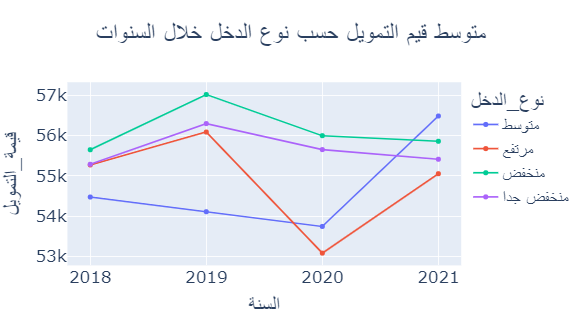 متوسط قيم التمويل حسب نوع الدخل خلال السنوات
57k
56k
55k
54k
53k
قيمة_التمويل
2018 2019 2020 2021
السنة
نوع_الدخل
متوسط
مرتفع
منخفض
منخفض جدا